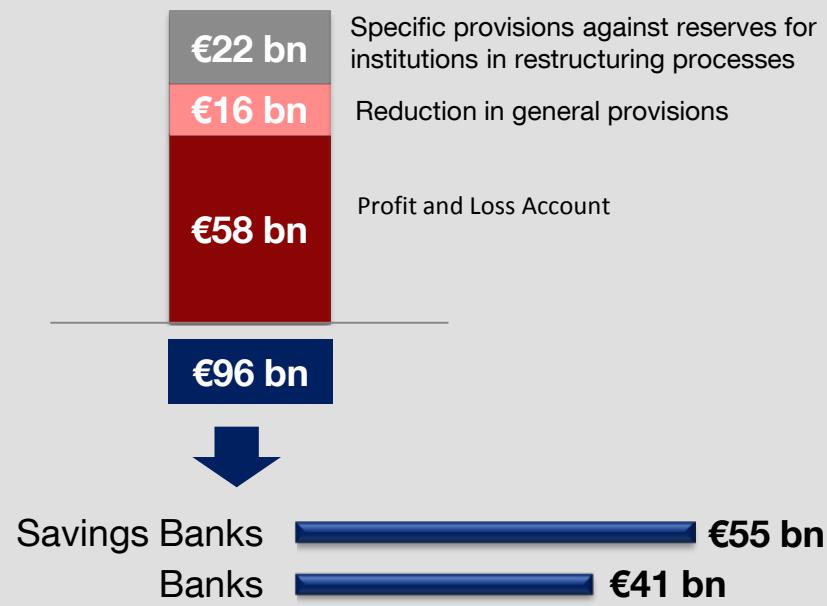 €22 bn
Specific provisions against reserves for
institutions in restructuring processes
€16 bn
Reduction in general provisions
€58 bn
Profit and Loss Account
€96 bn
Savings Banks €55 bn
Banks €41 bn